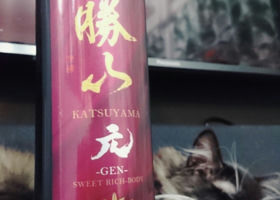 勝山
KATSUYAMA
元
-GEN-
SWEET RICH-BODY